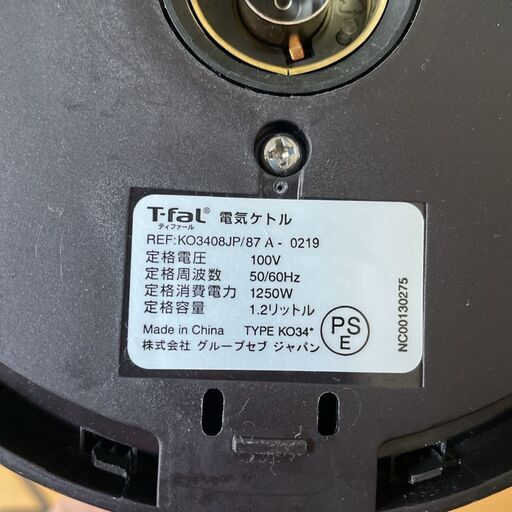 T-faL® 電気ケトル
ティファール
REF:KO3408JP/87 A - 0219
定格電圧 100V
定格周波数 50/60Hz
定格消費電力 1250W
定格容量 1.2リットル
Made in China TYPE KO34*
株式会社 グループセブ ジャパン
PS
E
NC00130275